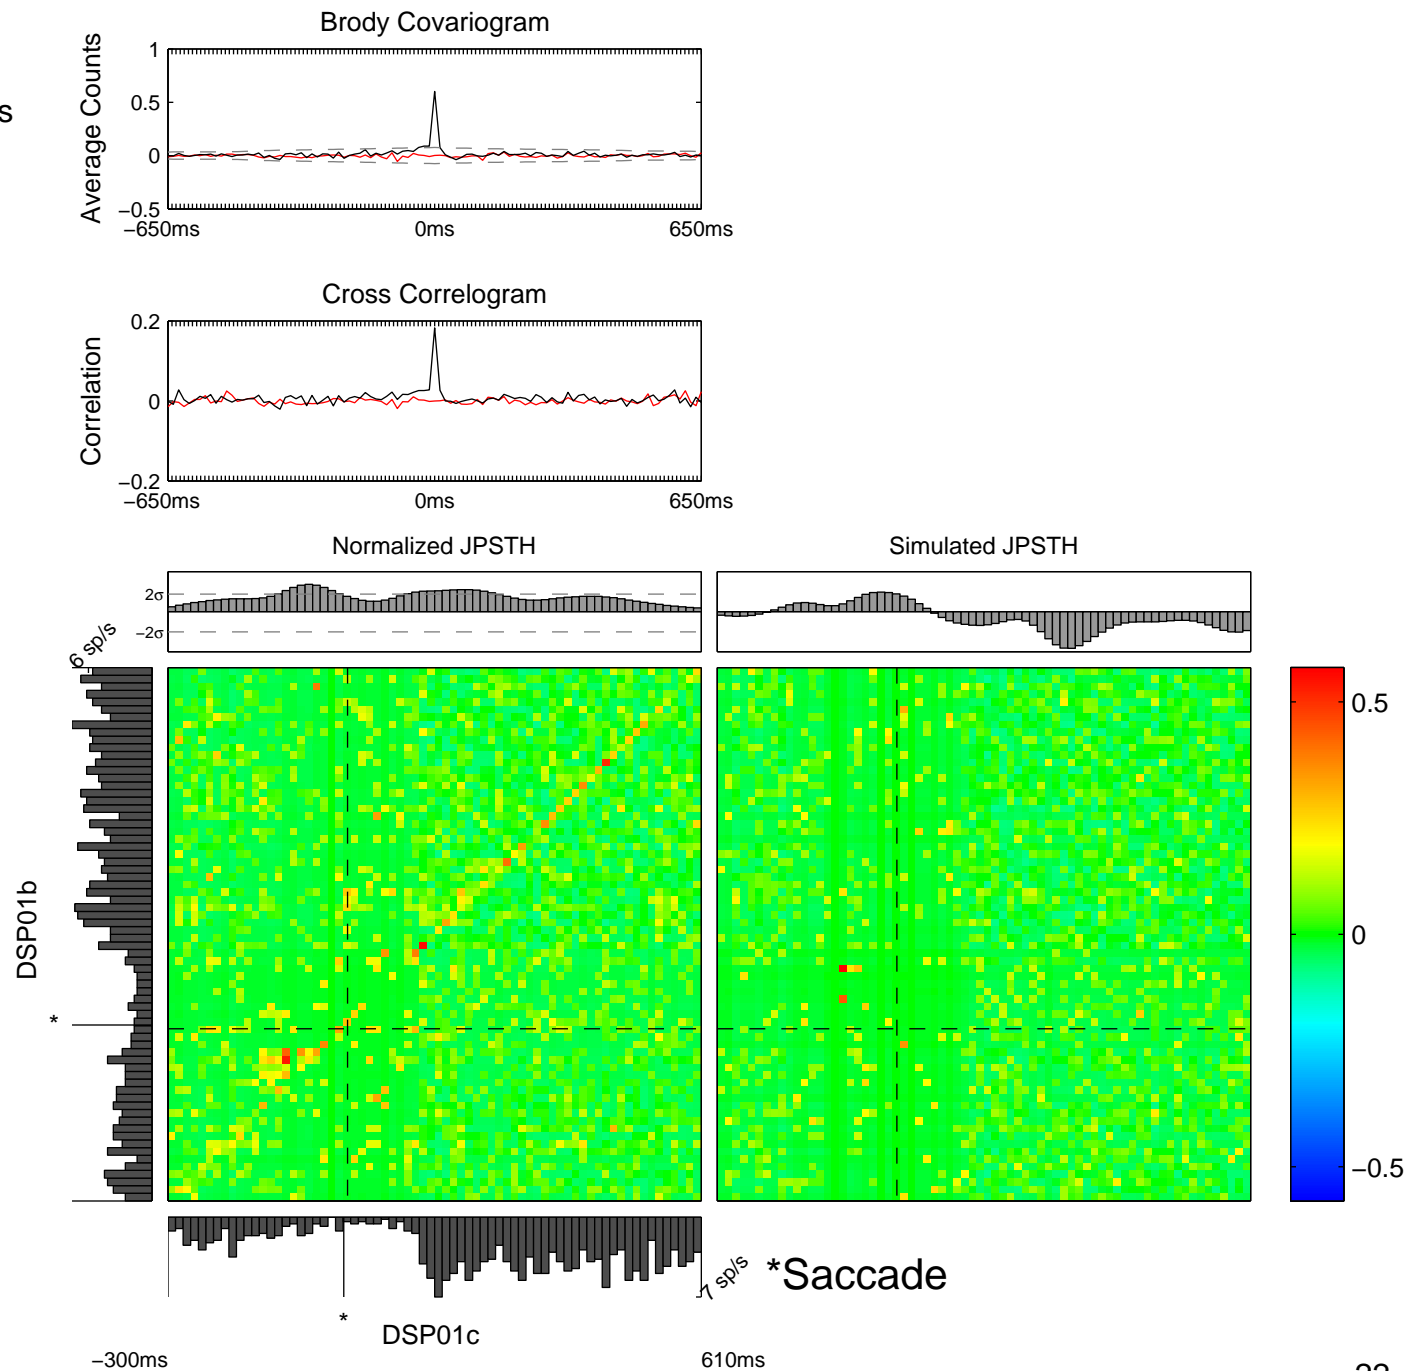 Brody Covariogram
s
Average Counts
1
0.5
0
−0.5
−650ms
0ms
650ms
Cross Correlogram
Correlation
0.2
0
−0.2
−650ms
0ms
650ms
Normalized JPSTH
Simulated JPSTH
2σ
−2σ
6 sp/s
DSP01b
*
0.5
0
−0.5
7 sp/s
*Saccade
*
DSP01c
−300ms
610ms